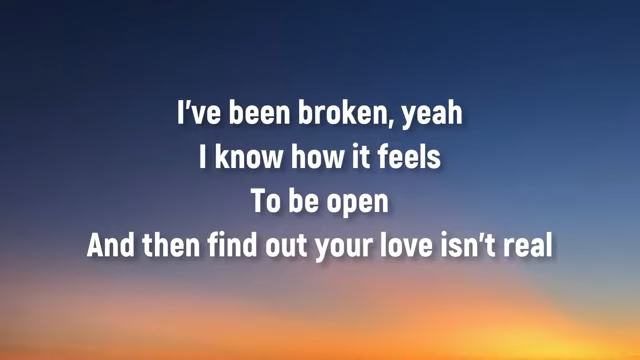 I've been broken, yeah
I know how it feels
To be open
And then find out your love isn't real